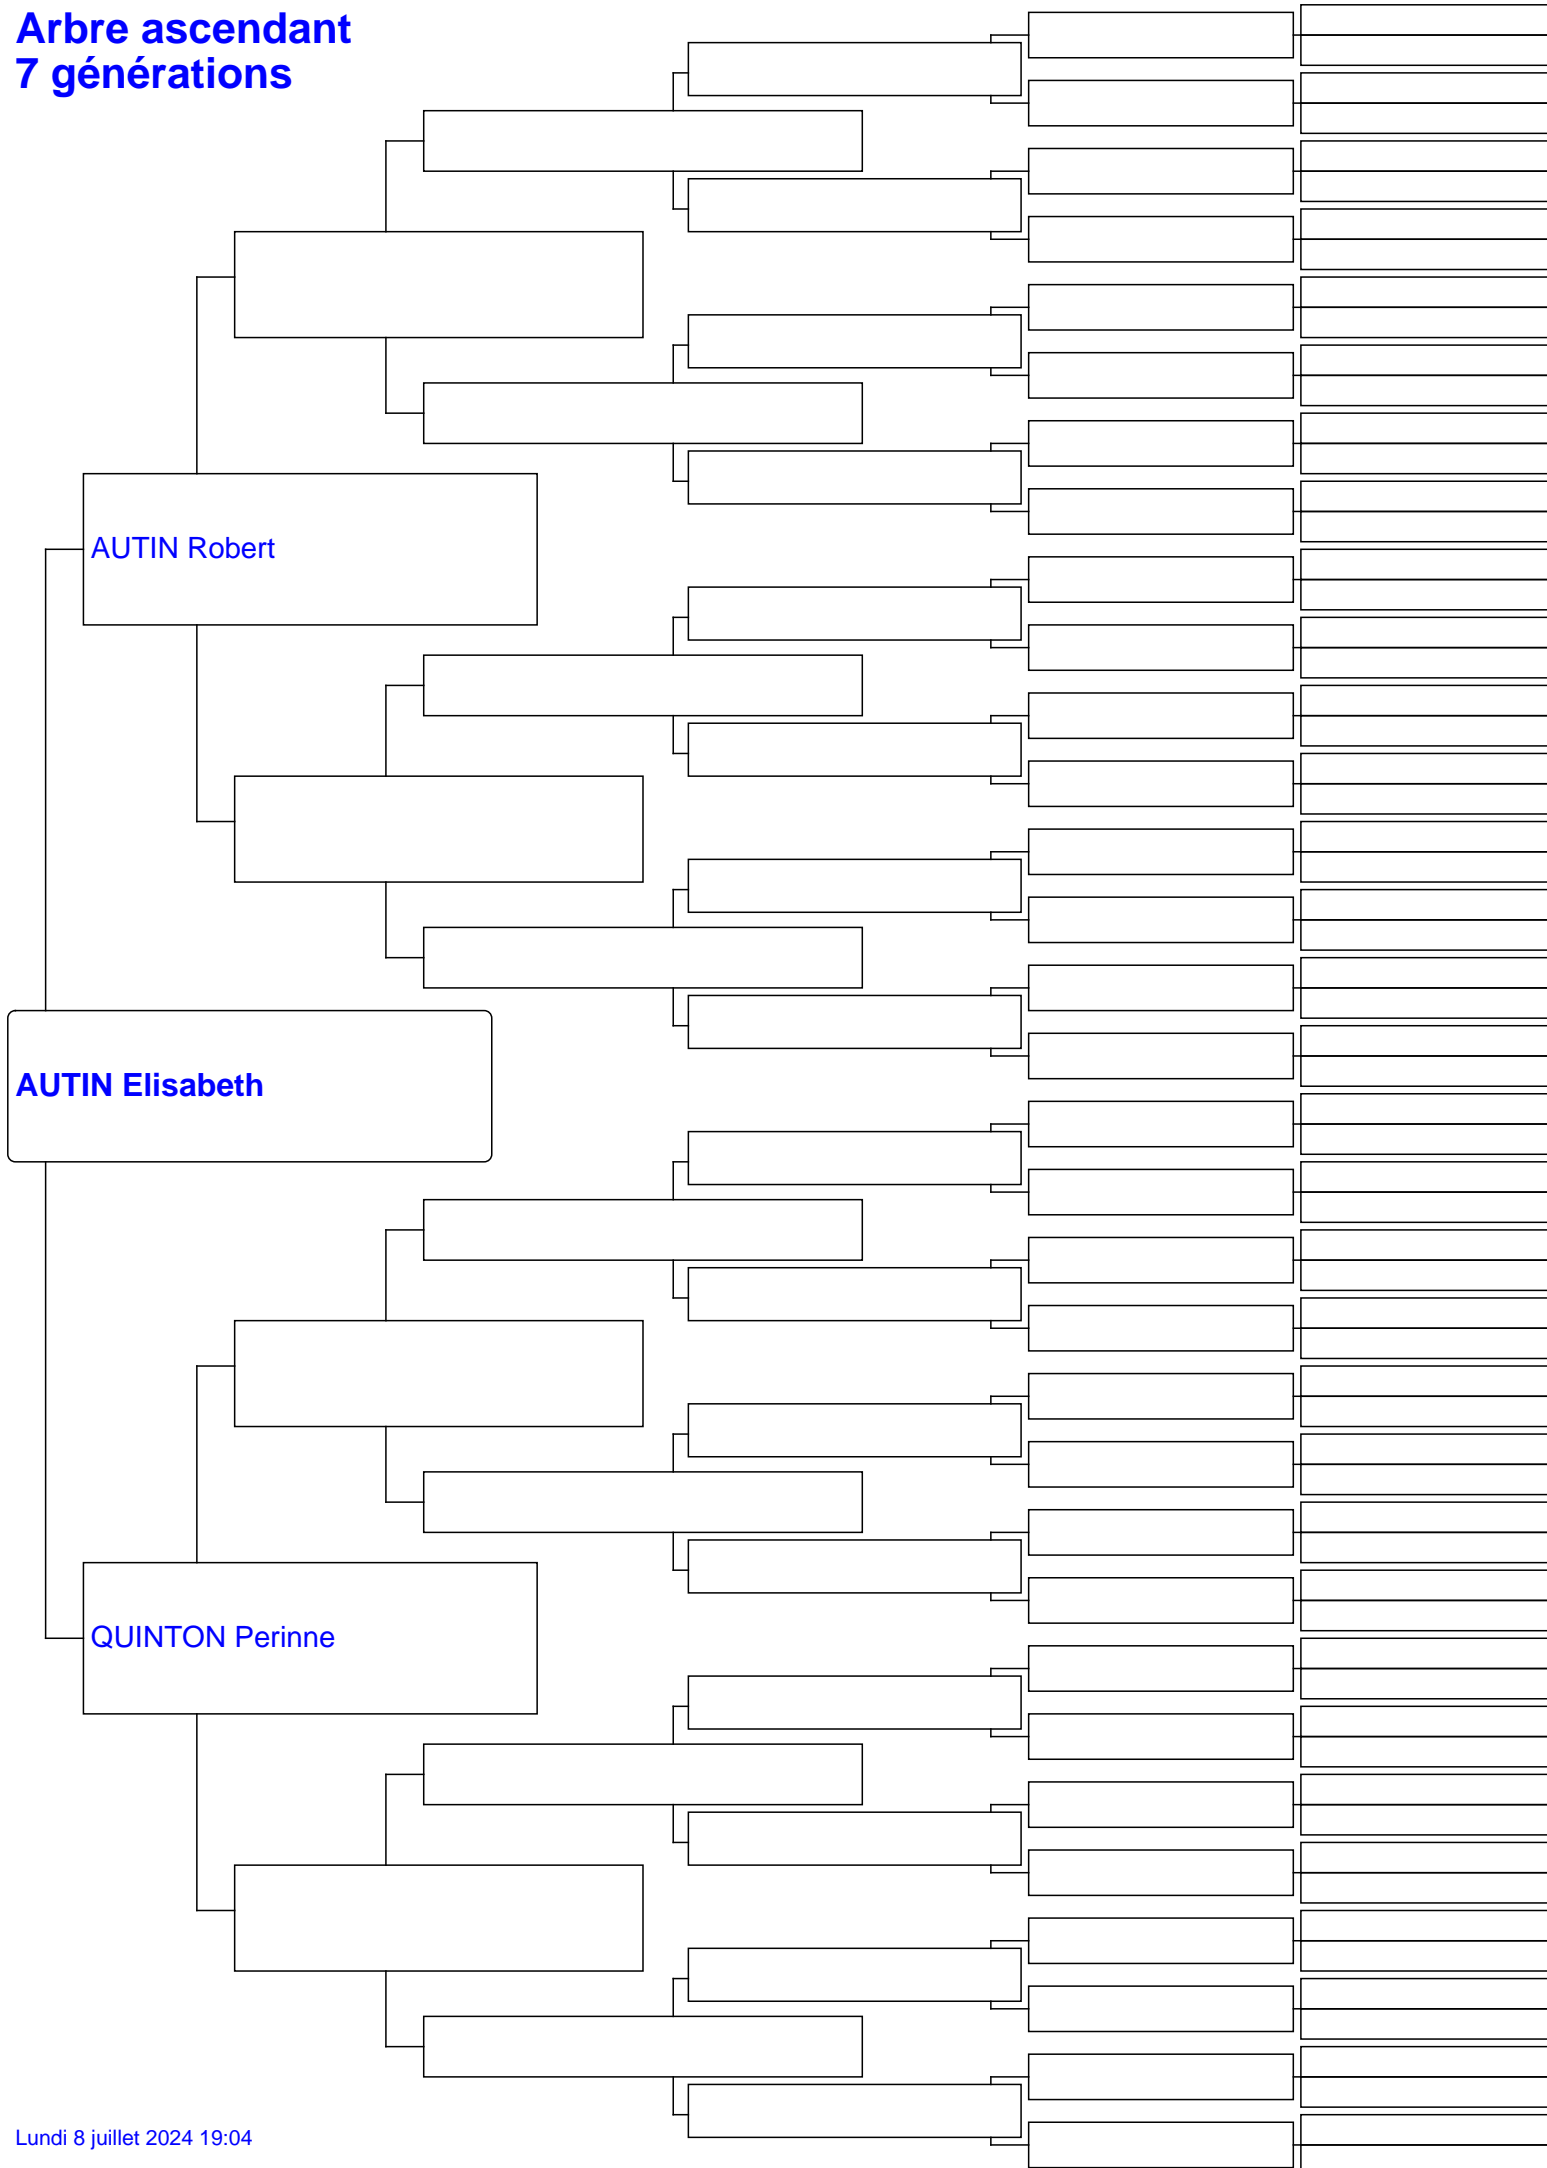 Arbre ascendant
7 générations
AUTIN Robert
AUTIN Elisabeth
QUINTON Perinne
Lundi 8 juillet 2024 19:04